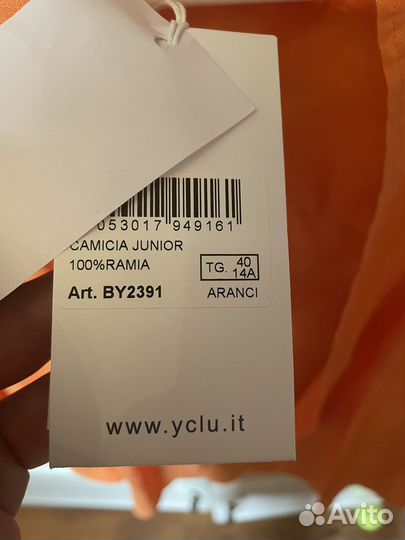 053017 949161
CAMICIA JUNIOR
100%RAMIA
TG. 40
14A
Art. BY2391
ARANCI
www.yclu.it
Avito